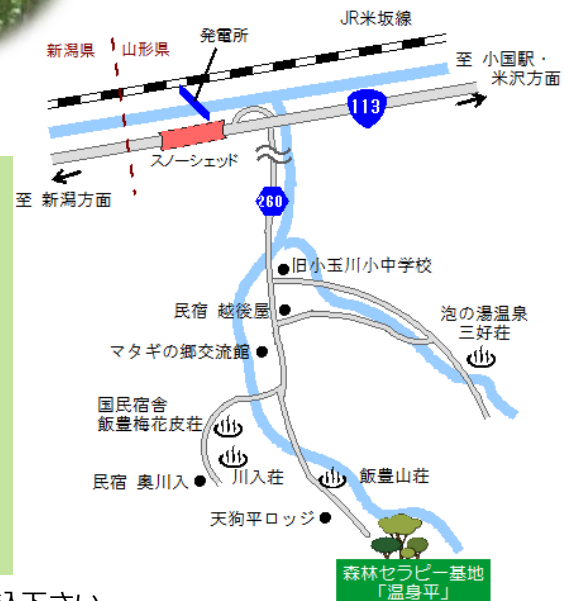 JR米坂線
発電所
新潟県
山形県
至 小国駅・
米沢方面
113
スノーシェッド
至 新潟方面
260
旧小玉川小中学校
民宿 越後屋
泡の湯温泉
三好荘
マタギの郷交流館
国民宿舎
飯豊梅花皮荘
川入荘
民宿 奥川入
飯豊山荘
天狗平ロッジ
森林セラピー基地
「温身平」
込下さい